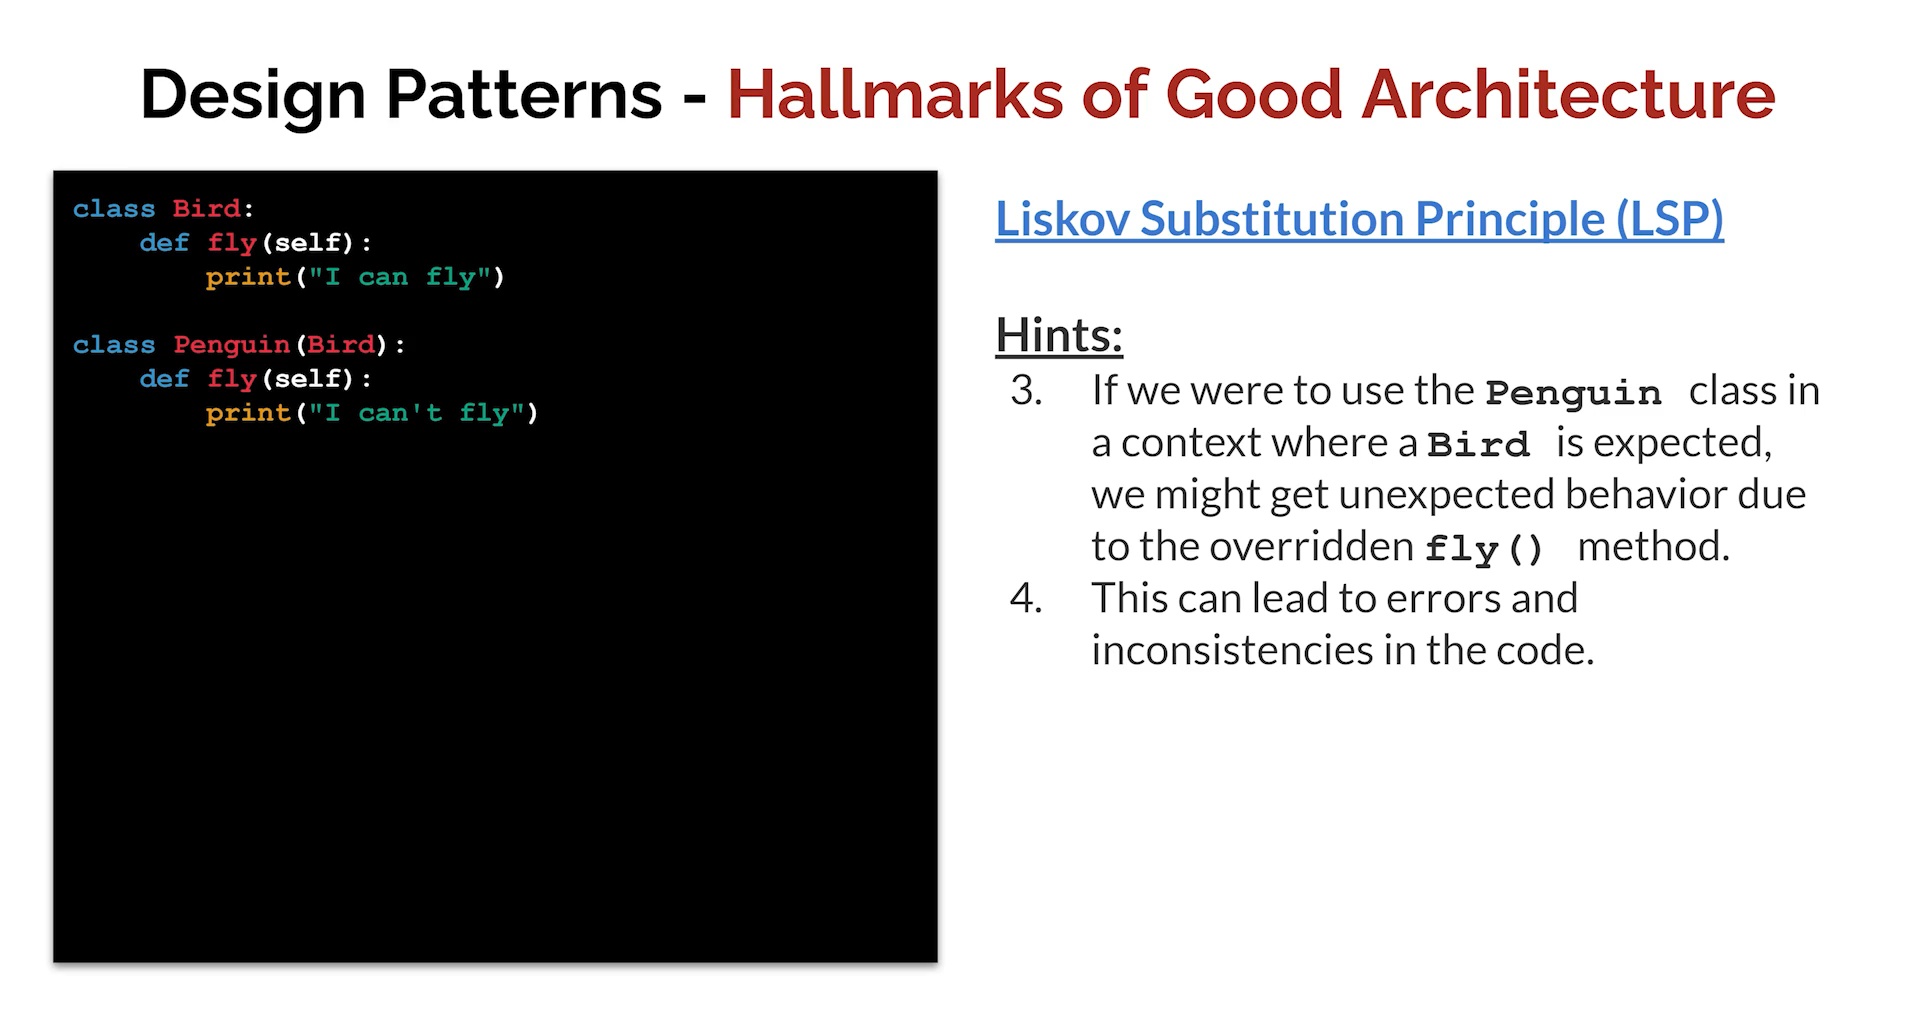 Design Patterns - Hallmarks of Good Architecture
class Bird:
    def fly(self):
        print("I can fly")
class Penguin(Bird):
    def fly(self):
        print("I can't fly")
Liskov Substitution Principle (LSP)
Hints:
3. If we were to use the Penguin class in
a context where a Bird is expected,
we might get unexpected behavior due
to the overridden fly() method.
4. This can lead to errors and
inconsistencies in the code.